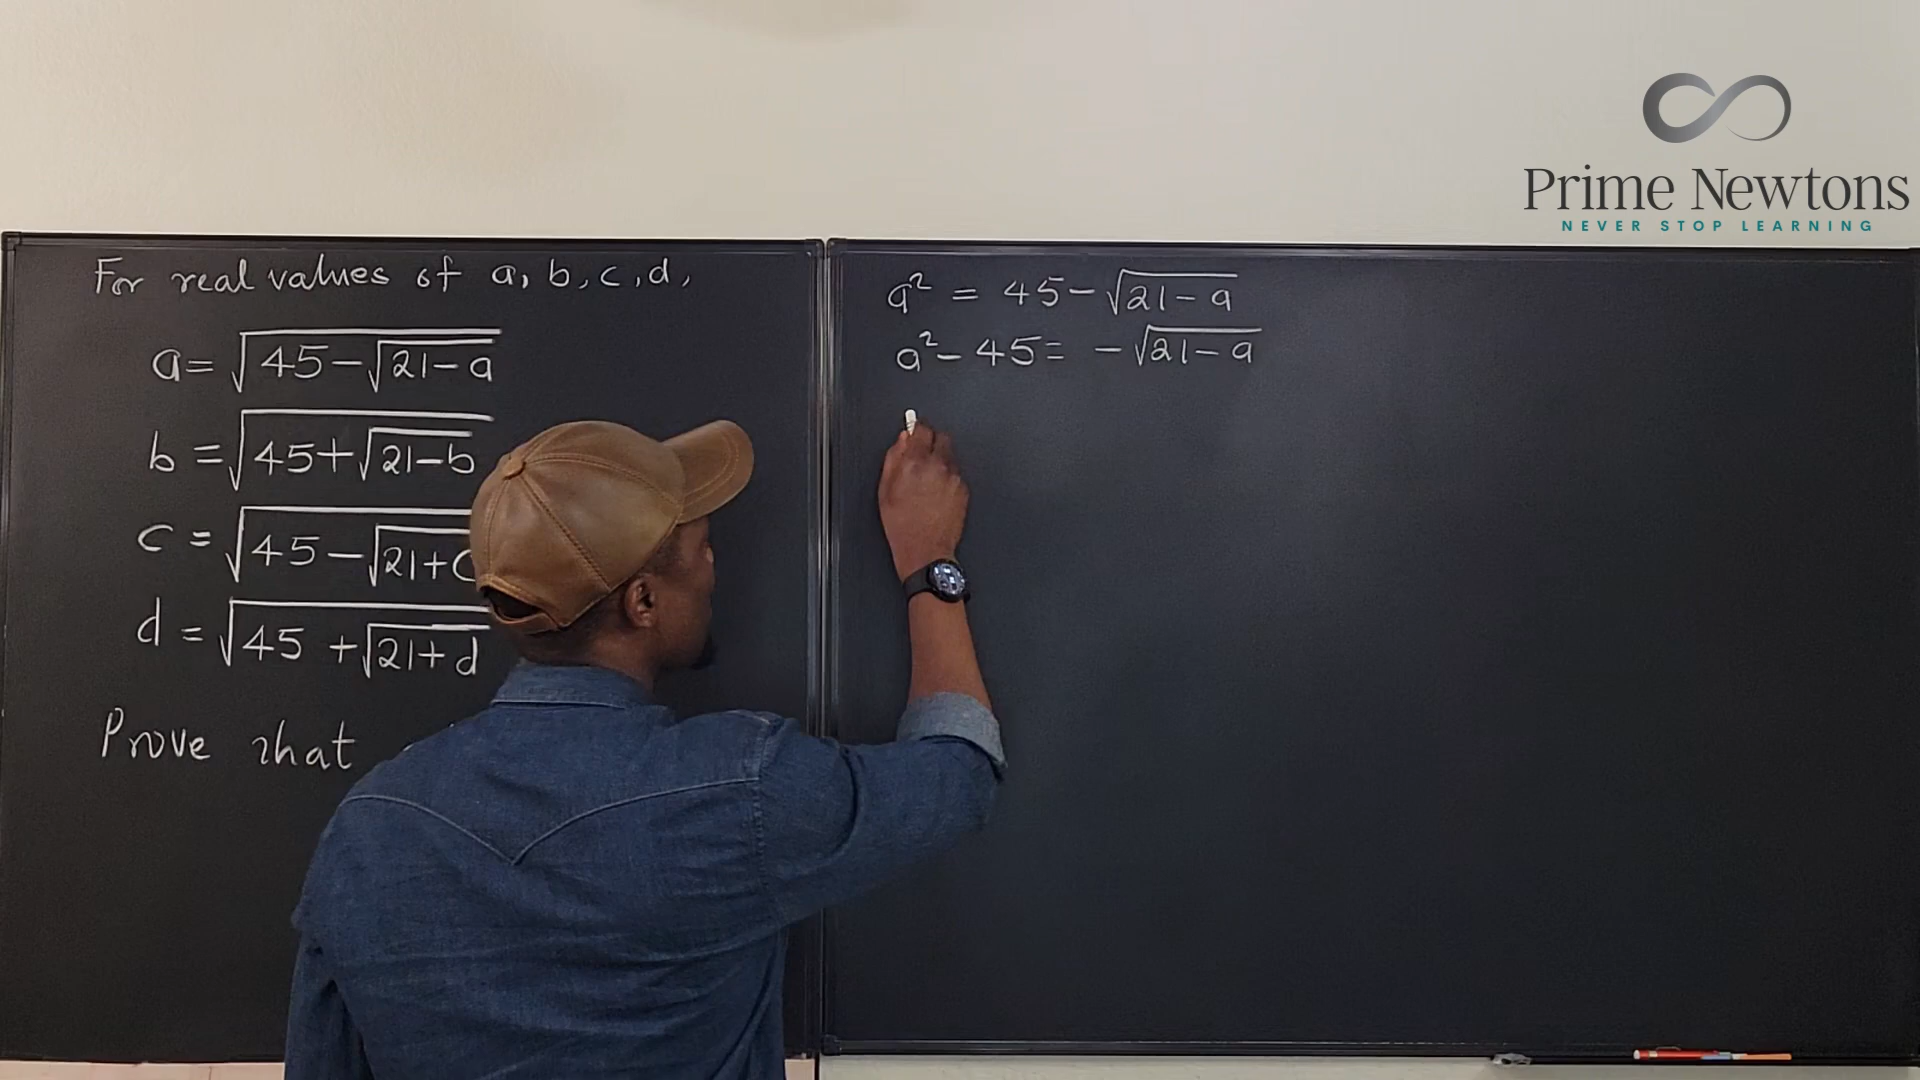 Prime Newtons
NEVER STOP LEARNING
For real values of a, b, c, d,
a = √(45 − √(21 − a))
b = √(45 + √(21 − b))
c = √(45 − √(21 + c))
d = √(45 + √(21 + d))
Prove that
a² = 45 − √(21 − a)
a² − 45 = − √(21 − a)